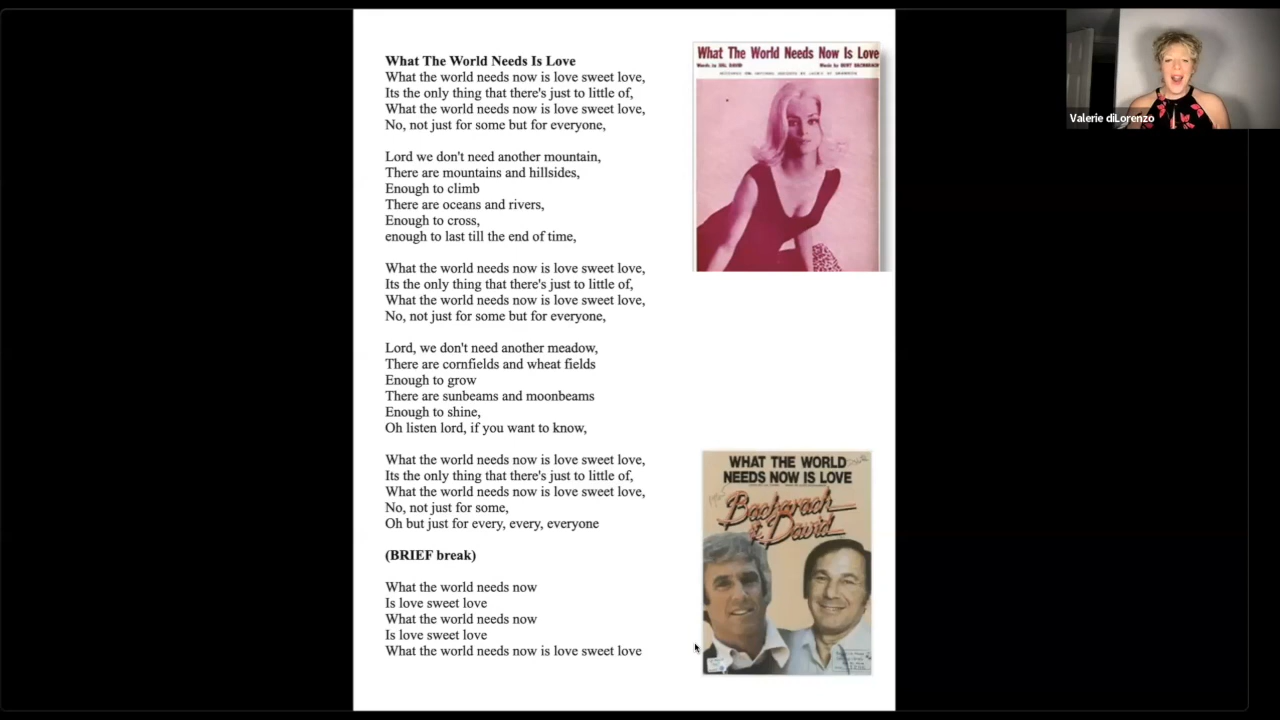 What The World Needs Is Love
What the world needs now is love sweet love,
Its the only thing that there's just to little of,
What the world needs now is love sweet love,
No, not just for some but for everyone,
Lord we don't need another mountain,
There are mountains and hillsides,
Enough to climb
There are oceans and rivers,
Enough to cross,
enough to last till the end of time,
What the world needs now is love sweet love,
Its the only thing that there's just to little of,
What the world needs now is love sweet love,
No, not just for some but for everyone,
Lord, we don't need another meadow,
There are cornfields and wheat fields
Enough to grow
There are sunbeams and moonbeams
Enough to shine,
Oh listen lord, if you want to know,
What the world needs now is love sweet love,
Its the only thing that there's just to little of,
What the world needs now is love sweet love,
No, not just for some,
Oh but just for every, every, everyone
(BRIEF break)
What the world needs now
Is love sweet love
What the world needs now
Is love sweet love
What the world needs now is love sweet love
What The World Needs Now Is Love
Words by HAL DAVID Music by BURT BACHARACH
WHAT THE WORLD
NEEDS NOW IS LOVE
Bacharach
& David
Valerie diLorenzo